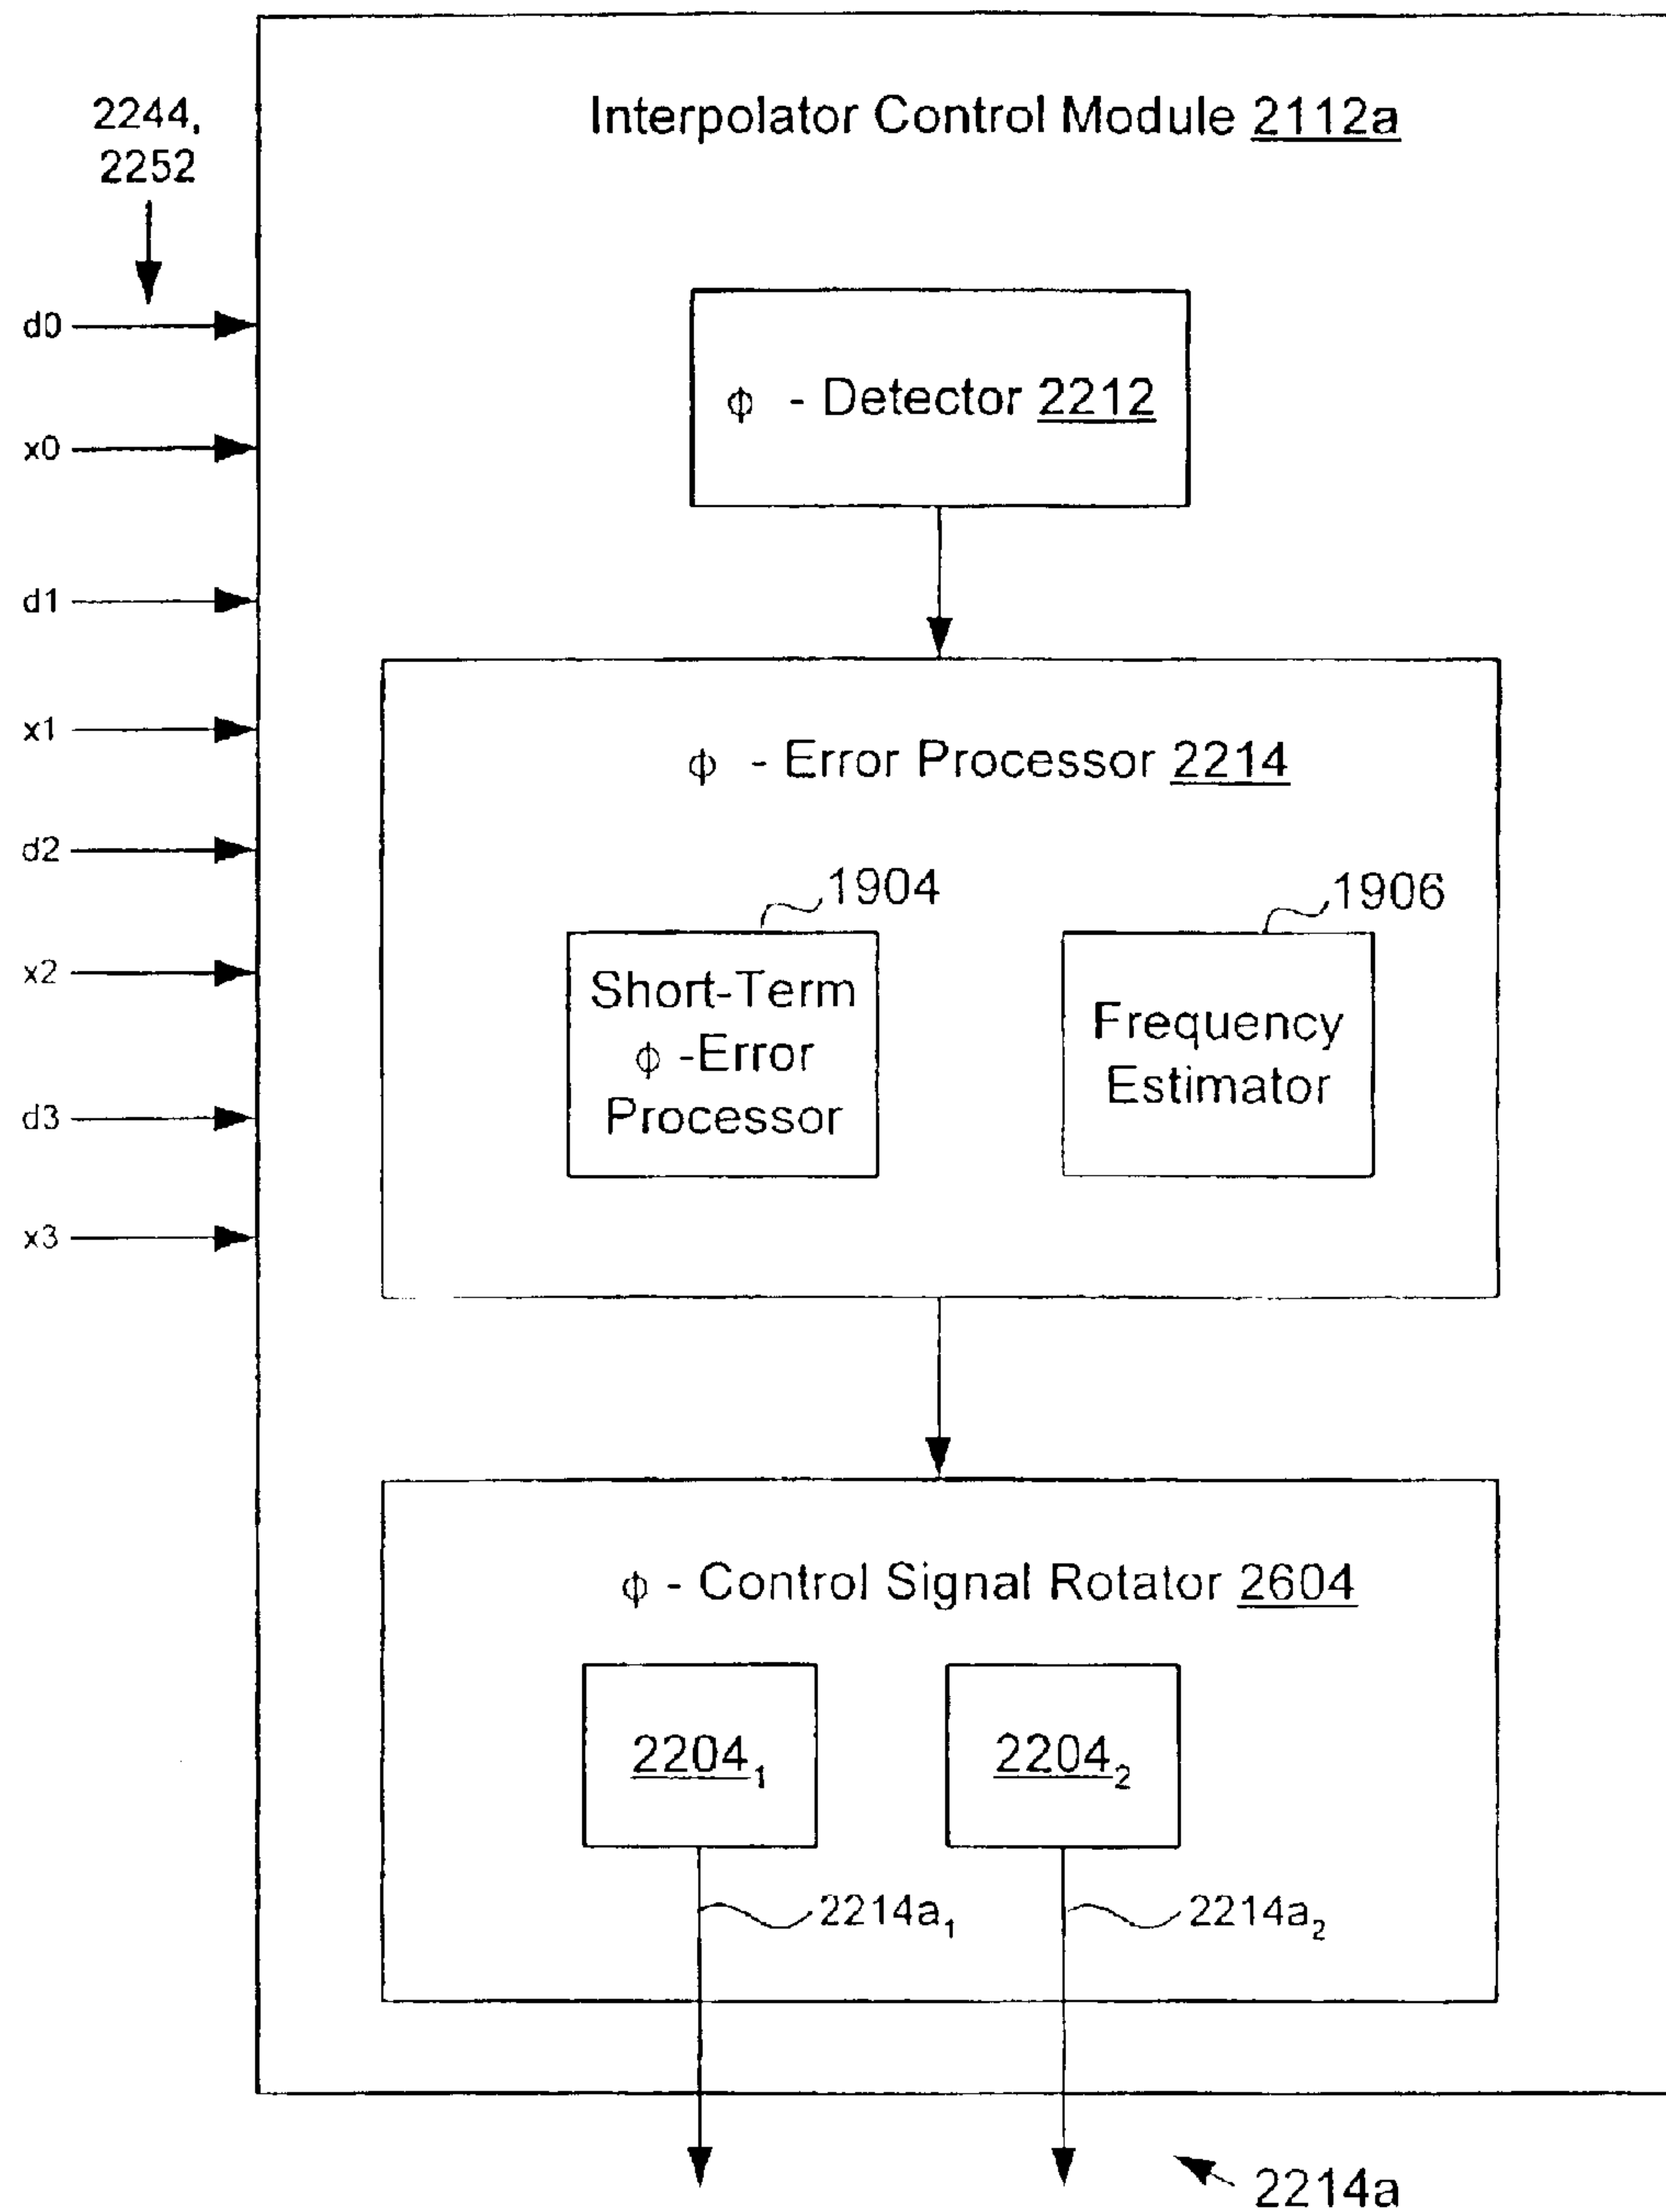 Interpolator Control Module 2112a
2244,
2252
d0
x0
d1
x1
d2
x2
d3
x3
ϕ - Detector 2212
ϕ - Error Processor 2214
1904
Short-Term
ϕ -Error
Processor
1906
Frequency
Estimator
ϕ - Control Signal Rotator 2604
2204₁
2204₂
2214a₁
2214a₂
2214a